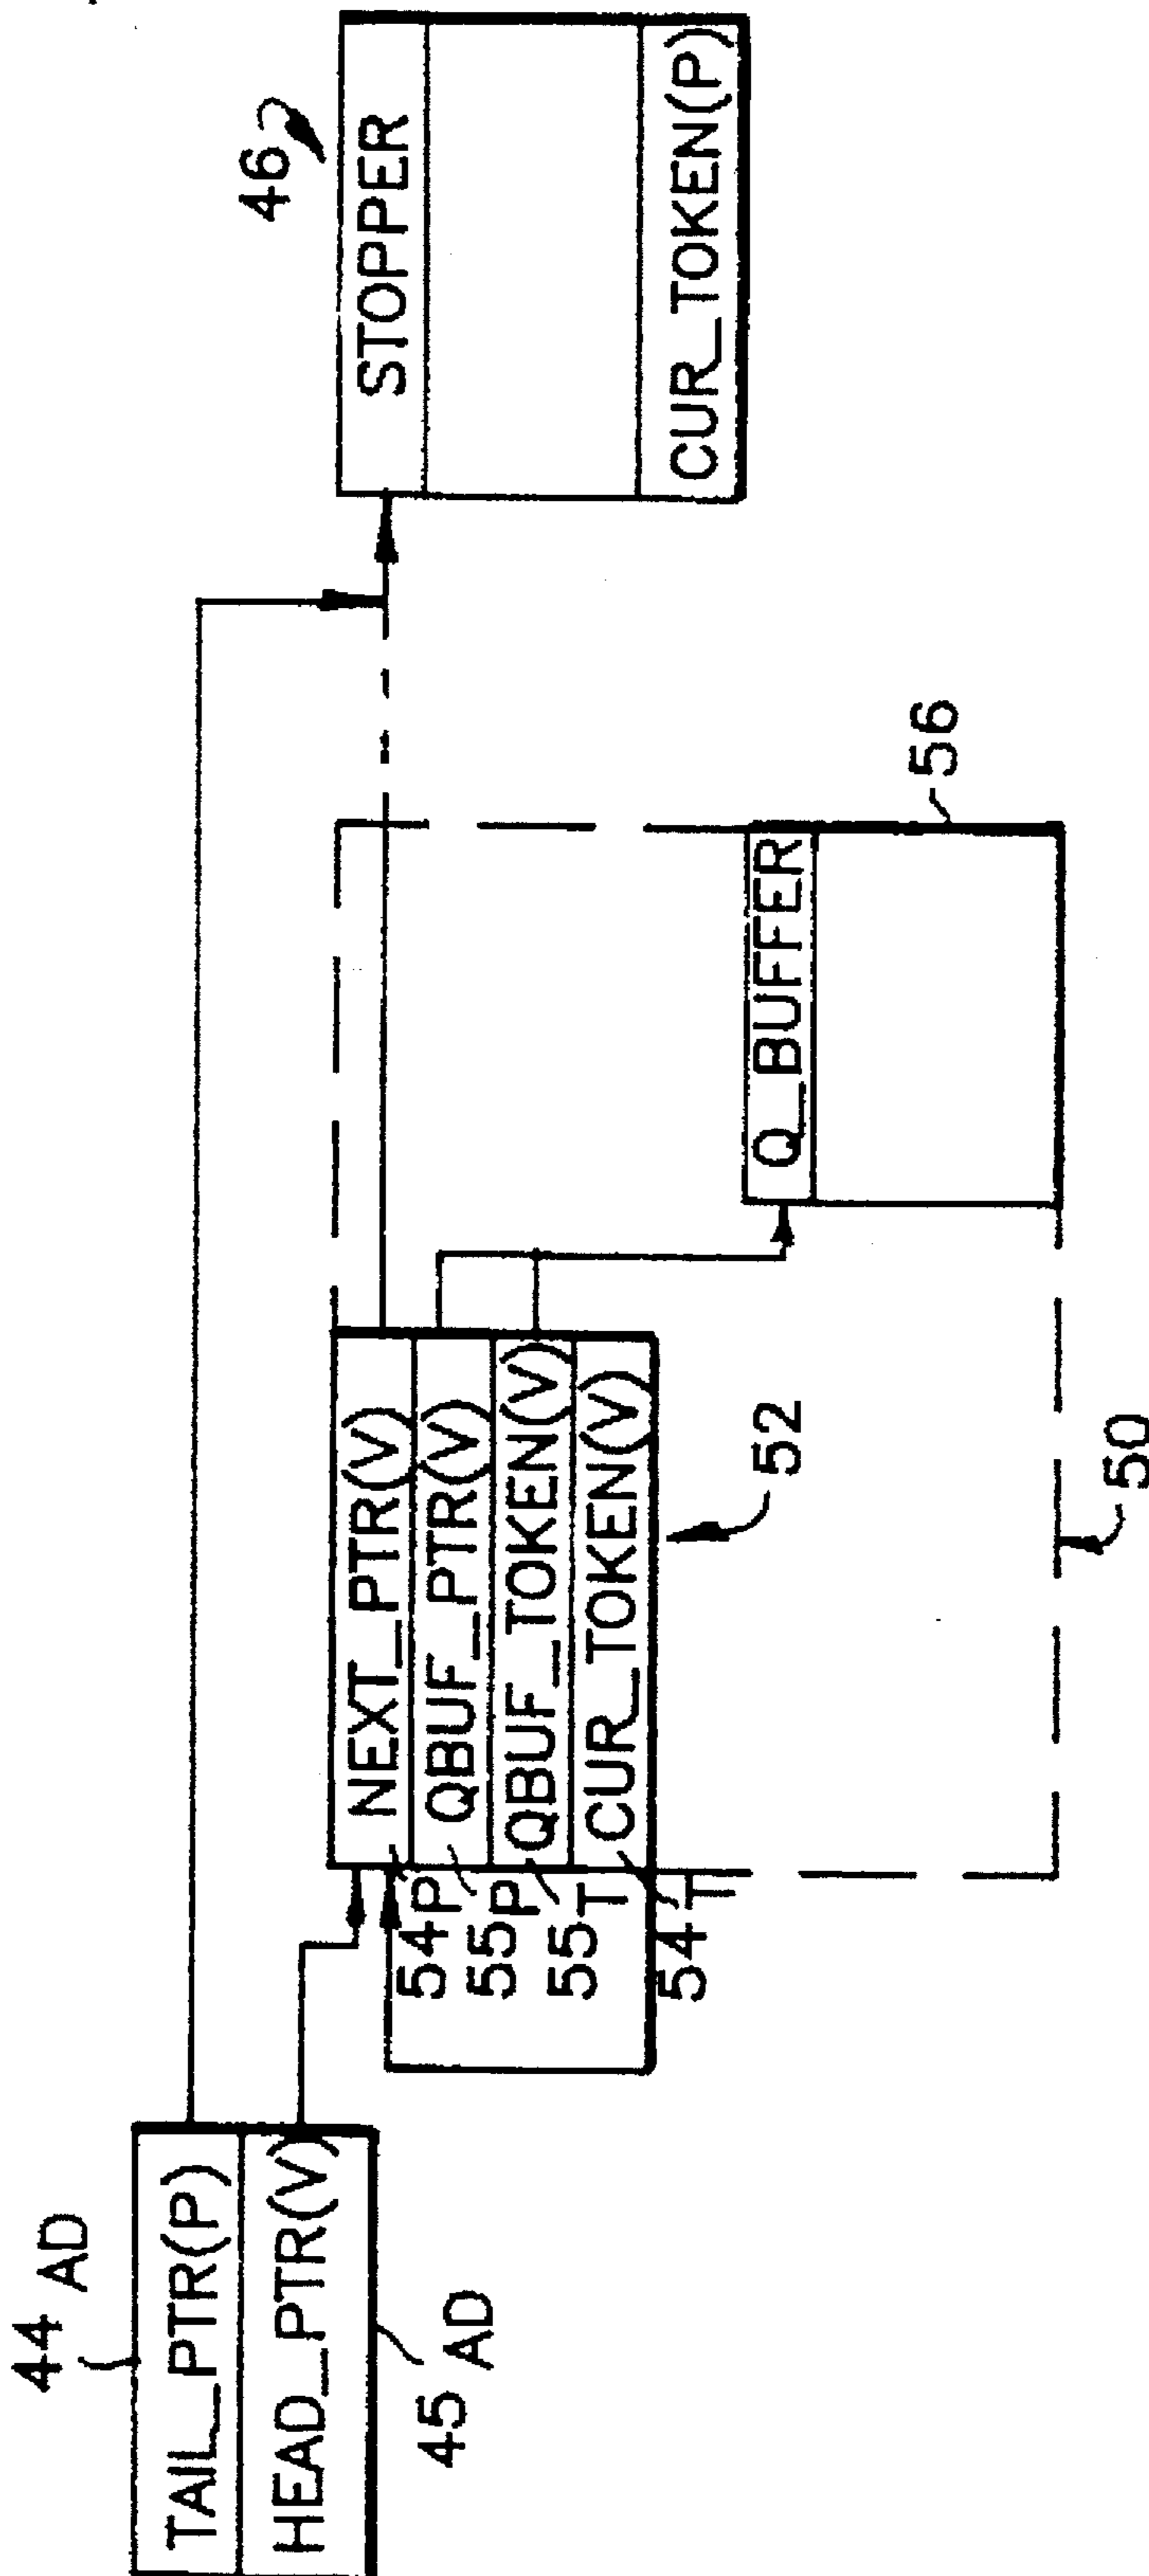 44 AD
TAIL_PTR(P)
HEAD_PTR(V)
45 AD
NEXT_PTR(V)
QBUF_PTR(V)
QBUF_TOKEN(V)
CUR_TOKEN(V)
54P
55P
55T
54T
52
50
Q_BUFFER
56
46
STOPPER
CUR_TOKEN(P)